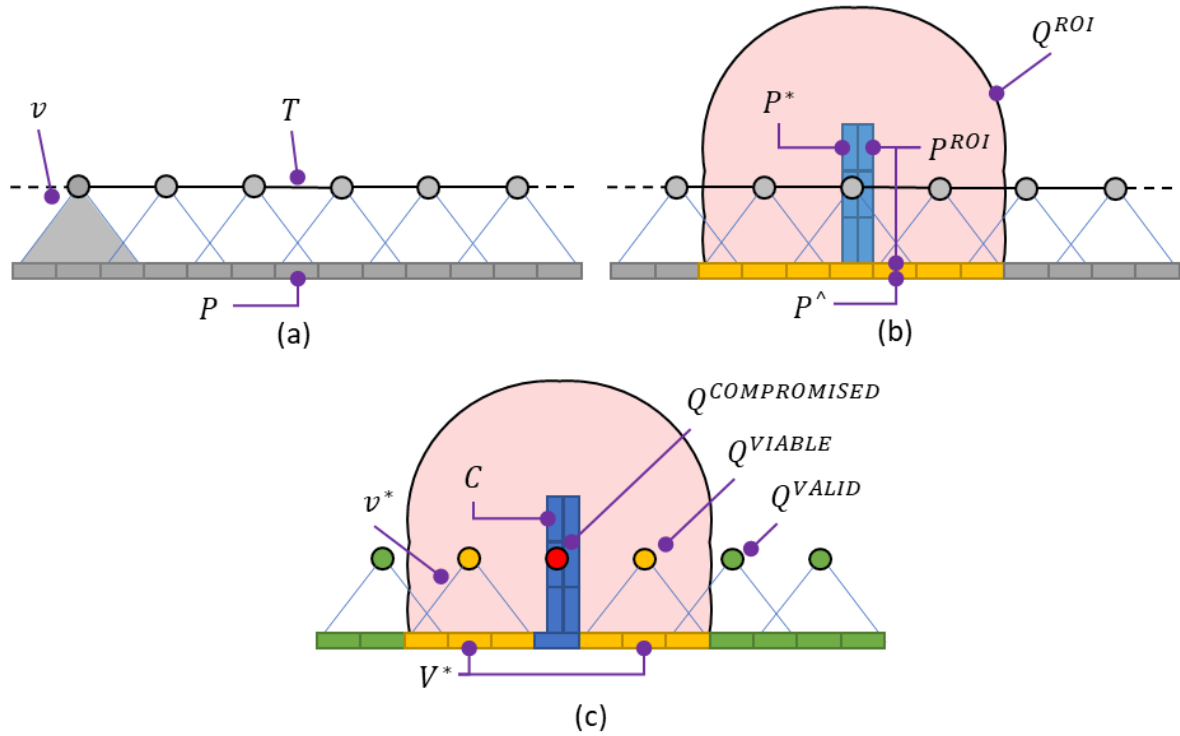 v
T
P
(a)
Q^{ROI}
P*
P^{ROI}
P^
(b)
Q^{COMPROMISED}
Q^{VIABLE}
C
Q^{VALID}
v*
V*
(c)